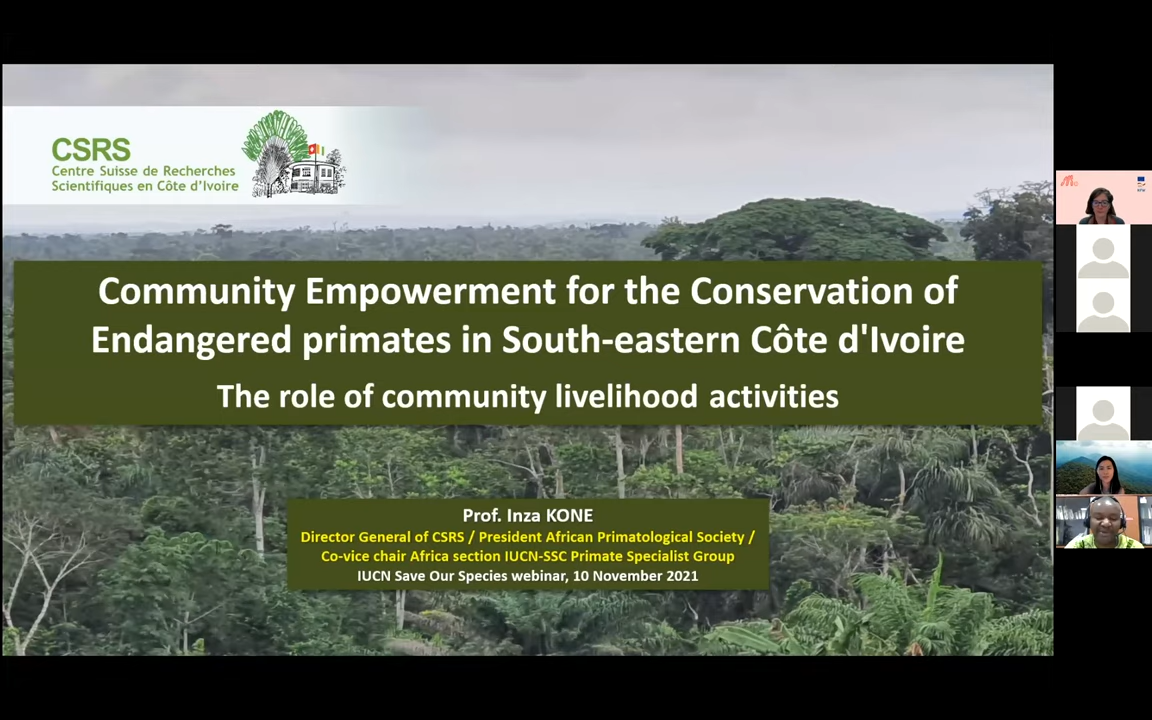 CSRS
Centre Suisse de Recherches
Scientifiques en Côte d'Ivoire
Community Empowerment for the Conservation of
Endangered primates in South-eastern Côte d'Ivoire
The role of community livelihood activities
Prof. Inza KONE
Director General of CSRS / President African Primatological Society /
Co-vice chair Africa section IUCN-SSC Primate Specialist Group
IUCN Save Our Species webinar, 10 November 2021